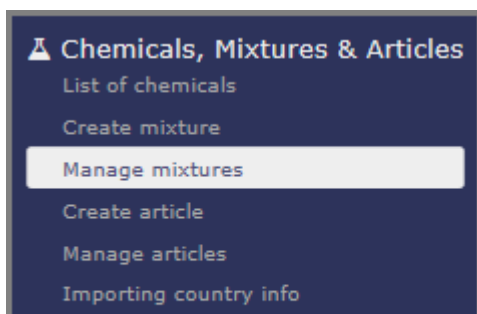 Chemicals, Mixtures & Articles
List of chemicals
Create mixture
Manage mixtures
Create article
Manage articles
Importing country info